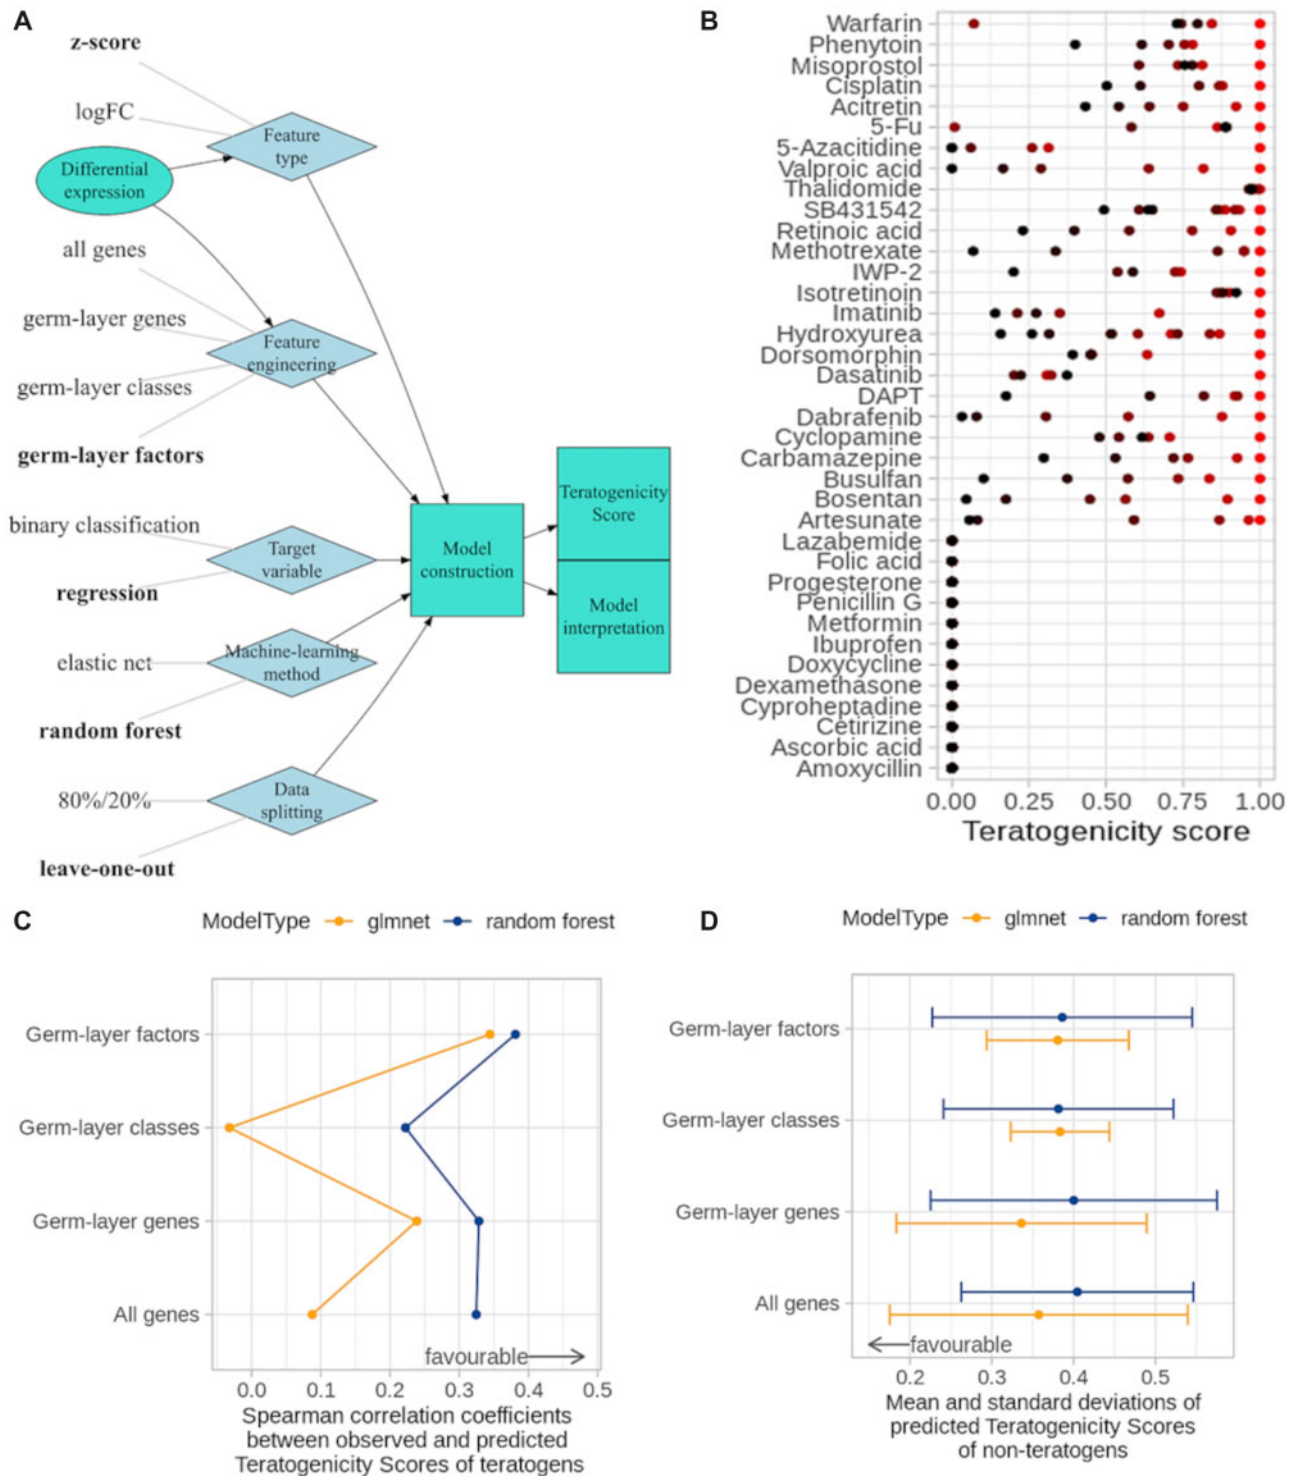 A
z-score
logFC
Differential
expression
Feature
type
all genes
germ-layer genes
germ-layer classes
germ-layer factors
Feature
engineering
binary classification
regression
Target
variable
elastic net
random forest
Machine-learning
method
80%/20%
leave-one-out
Data
splitting
Model
construction
Teratogenicity
Score
Model
interpretation
B
Warfarin
Phenytoin
Misoprostol
Cisplatin
Acitretin
5-Fu
5-Azacitidine
Valproic acid
Thalidomide
SB431542
Retinoic acid
Methotrexate
IWP-2
Isotretinoin
Imatinib
Hydroxyurea
Dorsomorphin
Dasatinib
DAPT
Dabrafenib
Cyclopamine
Carbamazepine
Busulfan
Bosentan
Artesunate
Lazabemide
Folic acid
Progesterone
Penicillin G
Metformin
Ibuprofen
Doxycycline
Dexamethasone
Cyproheptadine
Cetirizine
Ascorbic acid
Amoxycillin
0.00 0.25 0.50 0.75 1.00
Teratogenicity score
C
ModelType glmnet random forest
Germ-layer factors
Germ-layer classes
Germ-layer genes
All genes
favourable
0.0 0.1 0.2 0.3 0.4 0.5
Spearman correlation coefficients
between observed and predicted
Teratogenicity Scores of teratogens
D
ModelType glmnet random forest
Germ-layer factors
Germ-layer classes
Germ-layer genes
All genes
favourable
0.2 0.3 0.4 0.5
Mean and standard deviations of
predicted Teratogenicity Scores
of non-teratogens